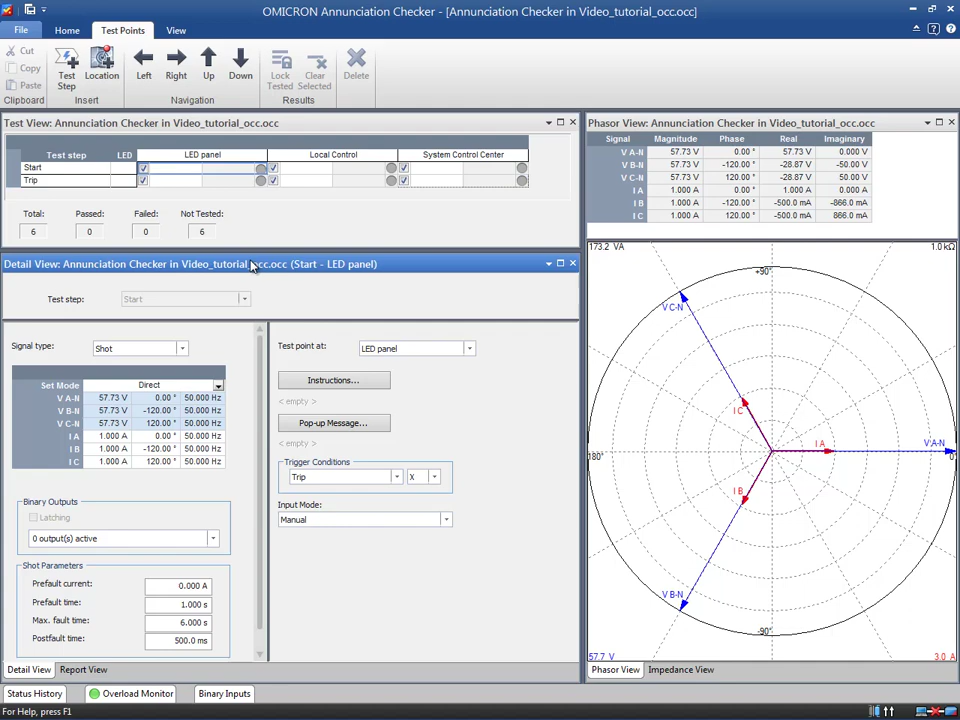 OMICRON Annunciation Checker - [Annunciation Checker in Video_tutorial_occ.occ]
File Home Test Points View
Cut
Copy
Paste
Clipboard
Test Step
Location
Insert
Left
Right
Up
Down
Navigation
Lock Tested
Clear Selected
Results
Delete
Test View: Annunciation Checker in Video_tutorial_occ.occ
Test step LED LED panel Local Control System Control Center
Start
Trip
Total: Passed: Failed: Not Tested:
6 0 0 6
Detail View: Annunciation Checker in Video_tutorial_occ.occ (Start - LED panel)
Test step: Start
Signal type: Shot
Set Mode Direct
V A-N 57.73 V 0.00 ° 50.000 Hz
V B-N 57.73 V -120.00 ° 50.000 Hz
V C-N 57.73 V 120.00 ° 50.000 Hz
I A 1.000 A 0.00 ° 50.000 Hz
I B 1.000 A -120.00 ° 50.000 Hz
I C 1.000 A 120.00 ° 50.000 Hz
Binary Outputs
Latching
0 output(s) active
Shot Parameters
Prefault current: 0.000 A
Prefault time: 1.000 s
Max. fault time: 6.000 s
Postfault time: 500.0 ms
Test point at: LED panel
Instructions...
< empty >
Pop-up Message...
< empty >
Trigger Conditions
Trip X
Input Mode:
Manual
Detail View Report View
Phasor View: Annunciation Checker in Video_tutorial_occ.occ
Signal Magnitude Phase Real Imaginary
V A-N 57.73 V 0.00 ° 57.73 V 0.000 V
V B-N 57.73 V -120.00 ° -28.87 V -50.00 V
V C-N 57.73 V 120.00 ° -28.87 V 50.00 V
I A 1.000 A 0.00 ° 1.000 A 0.000 A
I B 1.000 A -120.00 ° -500.0 mA -866.0 mA
I C 1.000 A 120.00 ° -500.0 mA 866.0 mA
173.2 VA 1.0 kΩ
+90°
V C-N
I C
I A
V A-N
180° 0°
I B
V B-N
-90°
57.7 V 3.0 A
Phasor View Impedance View
Status History Overload Monitor Binary Inputs
For Help, press F1